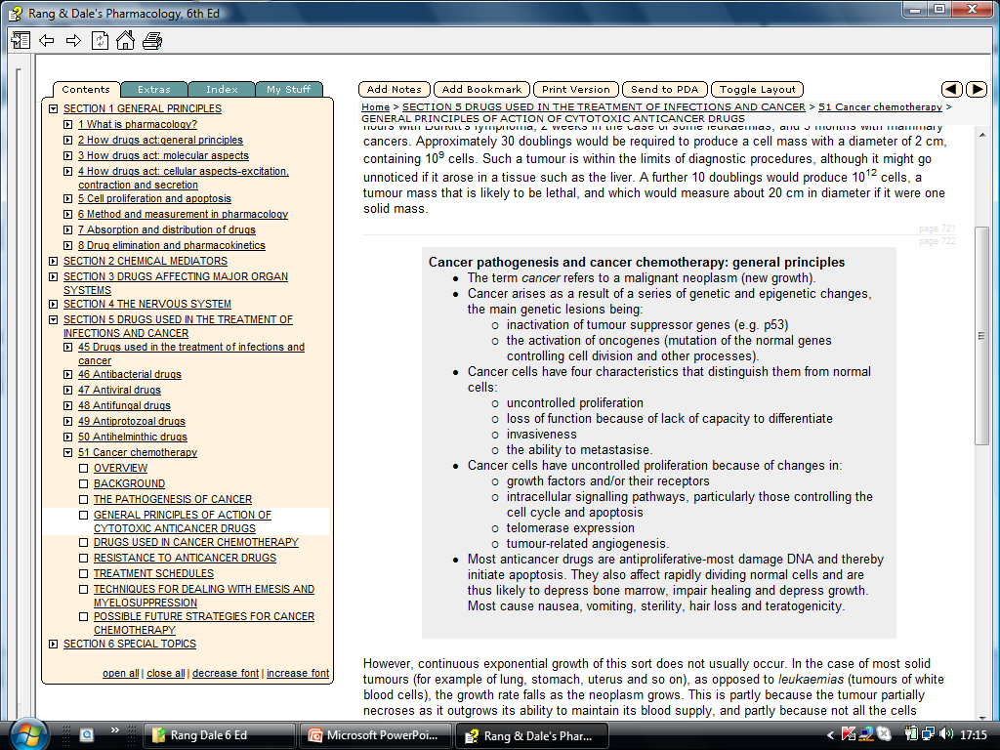 Rang & Dale's Pharmacology, 6th Ed
Contents
Extras
Index
My Stuff
SECTION 1 GENERAL PRINCIPLES
1 What is pharmacology?
2 How drugs act:general principles
3 How drugs act: molecular aspects
4 How drugs act: cellular aspects-excitation,
contraction and secretion
5 Cell proliferation and apoptosis
6 Method and measurement in pharmacology
7 Absorption and distribution of drugs
8 Drug elimination and pharmacokinetics
SECTION 2 CHEMICAL MEDIATORS
SECTION 3 DRUGS AFFECTING MAJOR ORGAN
SYSTEMS
SECTION 4 THE NERVOUS SYSTEM
SECTION 5 DRUGS USED IN THE TREATMENT OF
INFECTIONS AND CANCER
45 Drugs used in the treatment of infections and
cancer
46 Antibacterial drugs
47 Antiviral drugs
48 Antifungal drugs
49 Antiprotozoal drugs
50 Antihelminthic drugs
51 Cancer chemotherapy
OVERVIEW
BACKGROUND
THE PATHOGENESIS OF CANCER
GENERAL PRINCIPLES OF ACTION OF
CYTOTOXIC ANTICANCER DRUGS
DRUGS USED IN CANCER CHEMOTHERAPY
RESISTANCE TO ANTICANCER DRUGS
TREATMENT SCHEDULES
TECHNIQUES FOR DEALING WITH EMESIS AND
MYELOSUPPRESSION
POSSIBLE FUTURE STRATEGIES FOR CANCER
CHEMOTHERAPY
SECTION 6 SPECIAL TOPICS
open all | close all | decrease font | increase font
Add Notes
Add Bookmark
Print Version
Send to PDA
Toggle Layout
Home > SECTION 5 DRUGS USED IN THE TREATMENT OF INFECTIONS AND CANCER > 51 Cancer chemotherapy >
GENERAL PRINCIPLES OF ACTION OF CYTOTOXIC ANTICANCER DRUGS
hours with Burkitt's lymphoma, 2 weeks in the case of some leukaemias, and 3 months with mammary
cancers. Approximately 30 doublings would be required to produce a cell mass with a diameter of 2 cm,
containing 10⁹ cells. Such a tumour is within the limits of diagnostic procedures, although it might go
unnoticed if it arose in a tissue such as the liver. A further 10 doublings would produce 10¹² cells, a
tumour mass that is likely to be lethal, and which would measure about 20 cm in diameter if it were one
solid mass.
page 721
page 722
Cancer pathogenesis and cancer chemotherapy: general principles
• The term cancer refers to a malignant neoplasm (new growth).
• Cancer arises as a result of a series of genetic and epigenetic changes,
the main genetic lesions being:
o inactivation of tumour suppressor genes (e.g. p53)
o the activation of oncogenes (mutation of the normal genes
controlling cell division and other processes).
• Cancer cells have four characteristics that distinguish them from normal
cells:
o uncontrolled proliferation
o loss of function because of lack of capacity to differentiate
o invasiveness
o the ability to metastasise.
• Cancer cells have uncontrolled proliferation because of changes in:
o growth factors and/or their receptors
o intracellular signalling pathways, particularly those controlling the
cell cycle and apoptosis
o telomerase expression
o tumour-related angiogenesis.
• Most anticancer drugs are antiproliferative-most damage DNA and thereby
initiate apoptosis. They also affect rapidly dividing normal cells and are
thus likely to depress bone marrow, impair healing and depress growth.
Most cause nausea, vomiting, sterility, hair loss and teratogenicity.
However, continuous exponential growth of this sort does not usually occur. In the case of most solid
tumours (for example of lung, stomach, uterus and so on), as opposed to leukaemias (tumours of white
blood cells), the growth rate falls as the neoplasm grows. This is partly because the tumour partially
necroses as it outgrows its ability to maintain its blood supply, and partly because not all the cells
Rang Dale 6 Ed
Microsoft PowerPoi...
Rang & Dale's Phar...
17:15